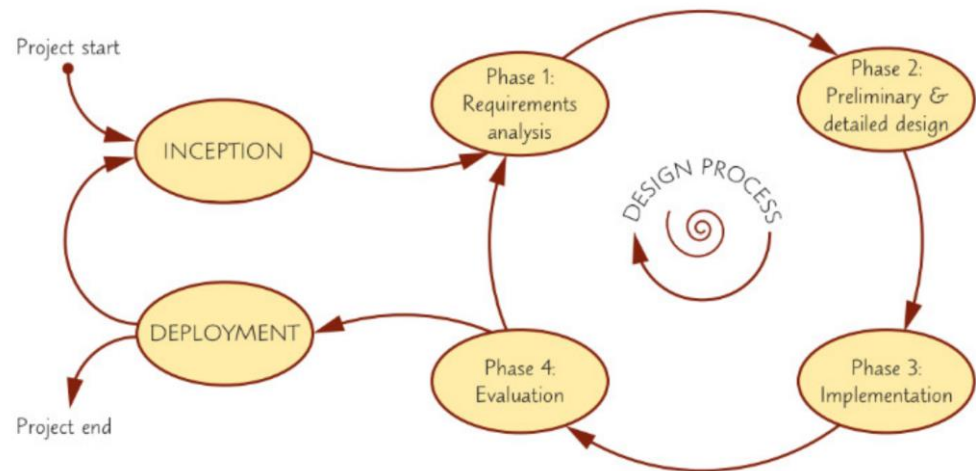 Project start
INCEPTION
Phase 1:
Requirements
analysis
Phase 2:
Preliminary &
detailed design
DESIGN PROCESS
DEPLOYMENT
Phase 4:
Evaluation
Phase 3:
Implementation
Project end